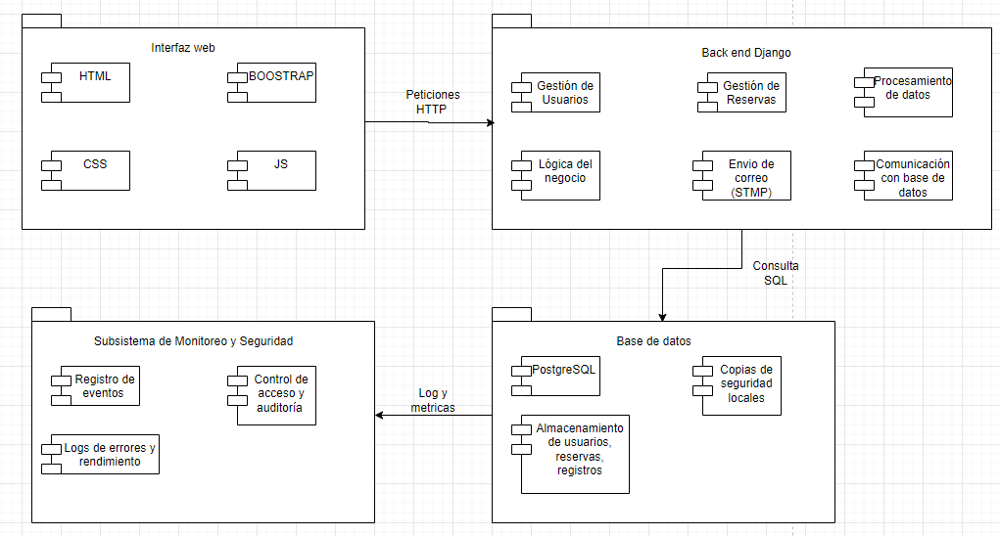 Interfaz web
HTML
BOOSTRAP
CSS
JS
Peticiones
HTTP
Back end Django
Gestión de
Usuarios
Gestión de
Reservas
Procesamiento
de datos
Lógica del
negocio
Envio de
correo
(STMP)
Comunicación
con base de
datos
Consulta
SQL
Subsistema de Monitoreo y Seguridad
Registro de
eventos
Control de
acceso y
auditoría
Logs de errores y
rendimiento
Log y
metricas
Base de datos
PostgreSQL
Copias de
seguridad
locales
Almacenamiento
de usuarios,
reservas,
registros